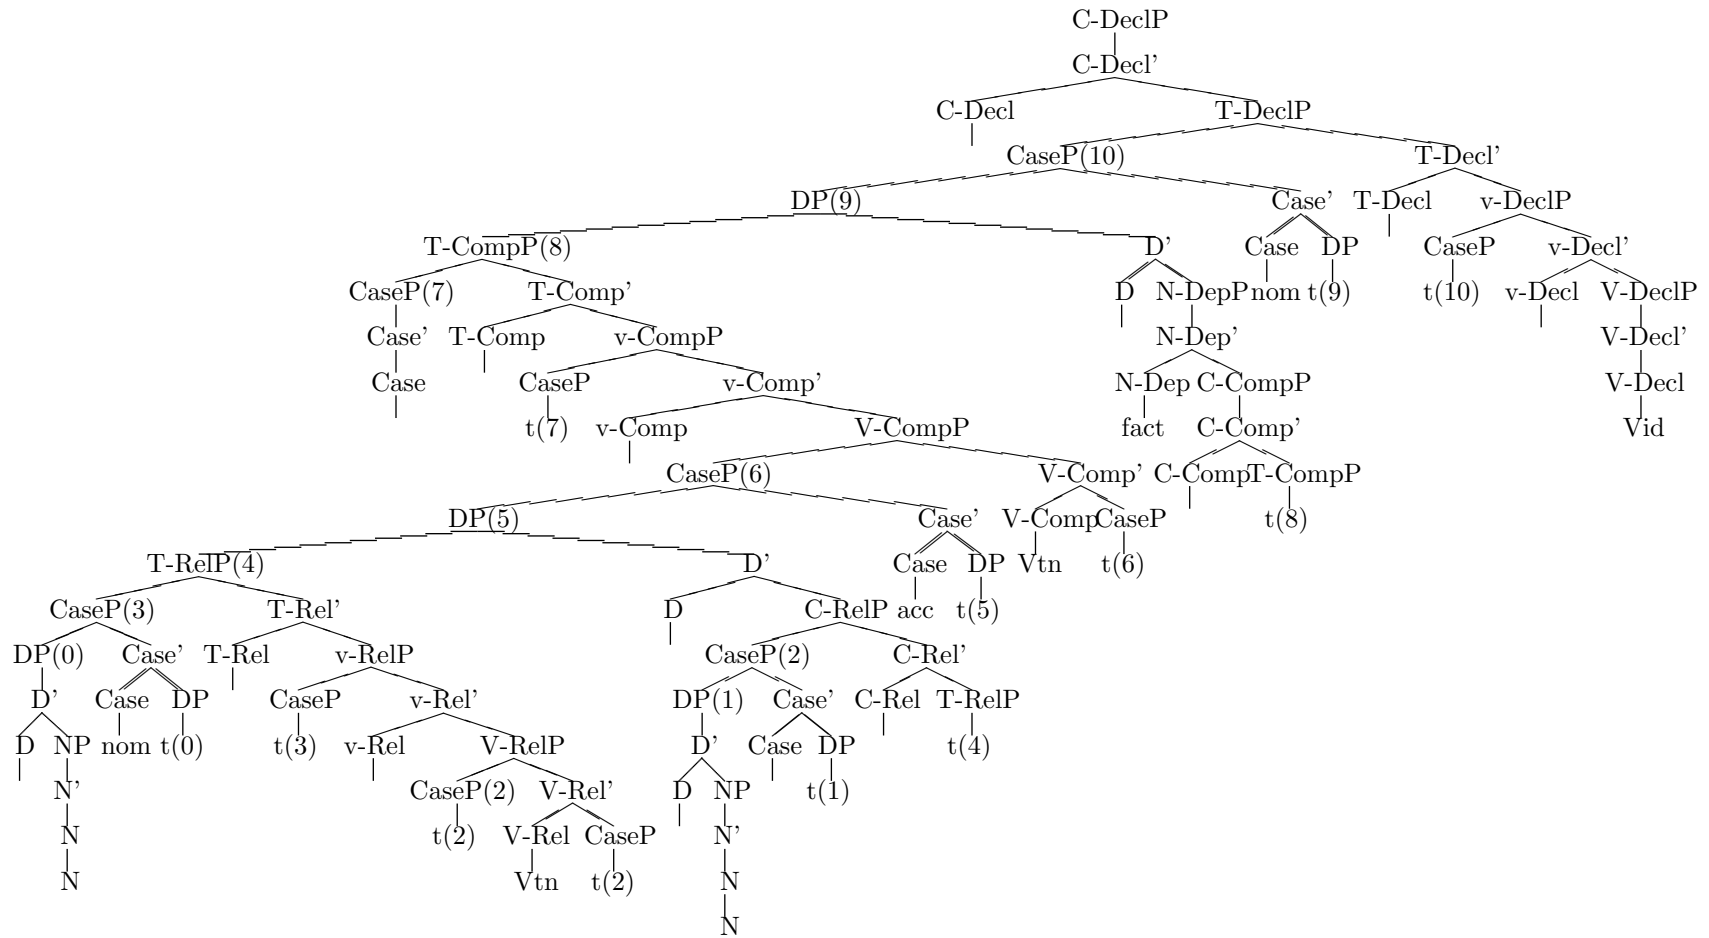 C-DeclP
C-Decl'
C-Decl T-DeclP
CaseP(10) T-Decl'
DP(9) Case' T-Decl v-DeclP
T-CompP(8) D' Case DP CaseP v-Decl'
CaseP(7) T-Comp' D N-DepP nom t(9) t(10) v-Decl V-DeclP
Case' T-Comp v-CompP N-Dep' V-Decl'
Case CaseP v-Comp' N-Dep C-CompP V-Decl
t(7) v-Comp V-CompP fact C-Comp' Vid
CaseP(6) V-Comp' C-Comp T-CompP
DP(5) Case' V-Comp CaseP t(8)
T-RelP(4) D' Case DP Vtn t(6)
CaseP(3) T-Rel' D C-RelP acc t(5)
DP(0) Case' T-Rel v-RelP CaseP(2) C-Rel'
D' Case DP CaseP v-Rel' DP(1) Case' C-Rel T-RelP
D NP nom t(0) t(3) v-Rel V-RelP D' Case DP t(4)
N' CaseP(2) V-Rel' D NP t(1)
N t(2) V-Rel CaseP N'
N Vtn t(2) N
N